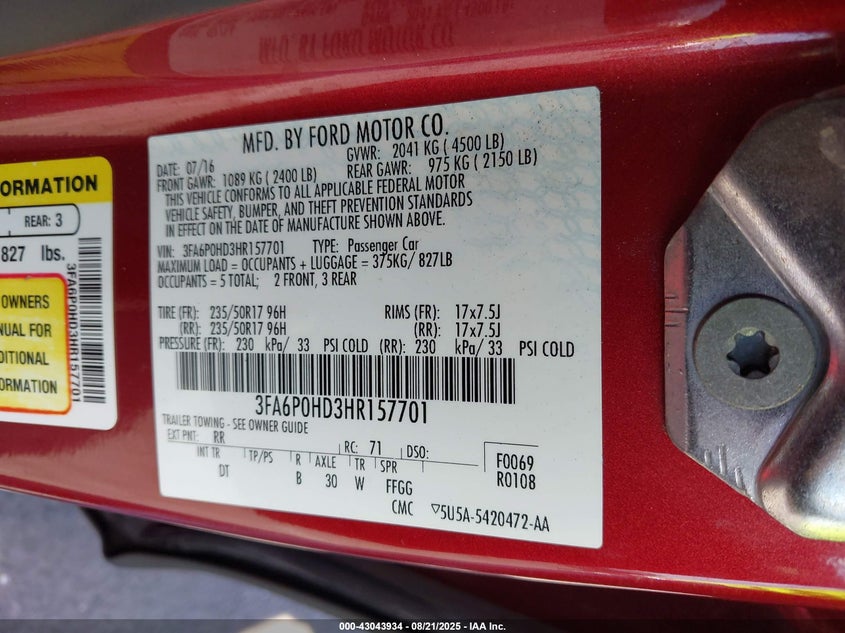 MFD. BY FORD MOTOR CO.
DATE: 07/16 GVWR: 2041 KG ( 4500 LB)
FRONT GAWR: 1089 KG ( 2400 LB) REAR GAWR: 975 KG ( 2150 LB)
THIS VEHICLE CONFORMS TO ALL APPLICABLE FEDERAL MOTOR
VEHICLE SAFETY, BUMPER, AND THEFT PREVENTION STANDARDS
IN EFFECT ON THE DATE OF MANUFACTURE SHOWN ABOVE.
VIN: 3FA6P0HD3HR157701 TYPE: Passenger Car
MAXIMUM LOAD = OCCUPANTS + LUGGAGE = 375KG/ 827LB
OCCUPANTS = 5 TOTAL; 2 FRONT, 3 REAR
TIRE (FR): 235/50R17 96H RIMS (FR): 17x7.5J
(RR): 235/50R17 96H (RR): 17x7.5J
PRESSURE (FR): 230 kPa/ 33 PSI COLD (RR): 230 kPa/ 33 PSI COLD
3FA6P0HD3HR157701
TRAILER TOWING - SEE OWNER GUIDE
EXT PNT: RR RC: 71 DSO:
INT TR TP/PS R AXLE TR SPR
DT B 30 W FFGG
F0069
R0108
CMC ▽5U5A-5420472-AA
ORMATION
REAR: 3
827 lbs.
OWNERS
NUAL FOR
DITIONAL
ORMATION
3FA6P0HD3HR157701
000-43043934 - 08/21/2025 - IAA Inc.